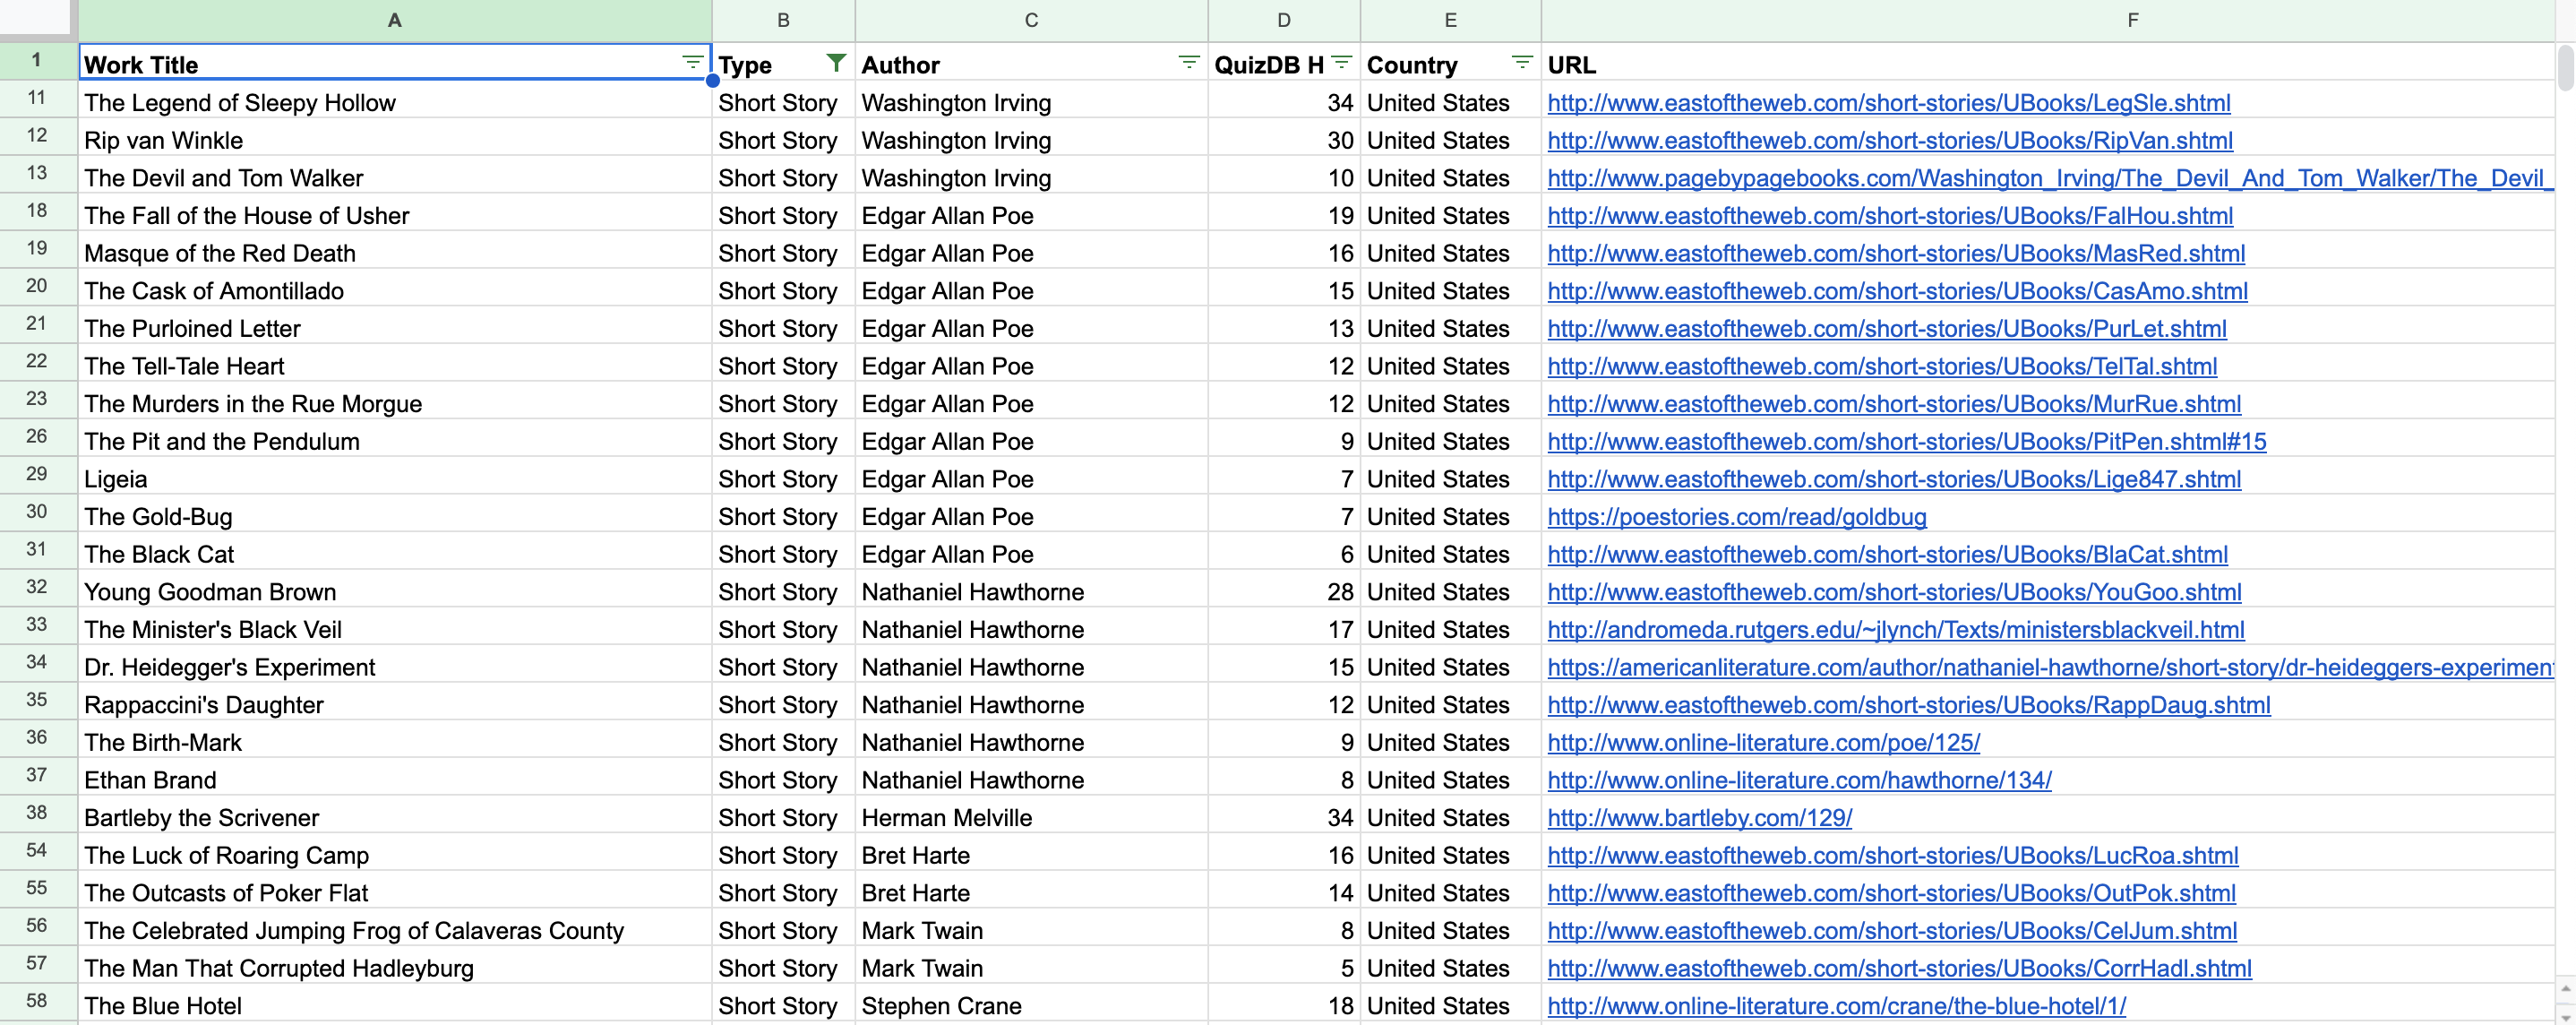 A B C D E F
1 Work Title Type Author QuizDB H Country URL
11 The Legend of Sleepy Hollow Short Story Washington Irving 34 United States http://www.eastoftheweb.com/short-stories/UBooks/LegSle.shtml
12 Rip van Winkle Short Story Washington Irving 30 United States http://www.eastoftheweb.com/short-stories/UBooks/RipVan.shtml
13 The Devil and Tom Walker Short Story Washington Irving 10 United States http://www.pagebypagebooks.com/Washington_Irving/The_Devil_And_Tom_Walker/The_Devil_
18 The Fall of the House of Usher Short Story Edgar Allan Poe 19 United States http://www.eastoftheweb.com/short-stories/UBooks/FalHou.shtml
19 Masque of the Red Death Short Story Edgar Allan Poe 16 United States http://www.eastoftheweb.com/short-stories/UBooks/MasRed.shtml
20 The Cask of Amontillado Short Story Edgar Allan Poe 15 United States http://www.eastoftheweb.com/short-stories/UBooks/CasAmo.shtml
21 The Purloined Letter Short Story Edgar Allan Poe 13 United States http://www.eastoftheweb.com/short-stories/UBooks/PurLet.shtml
22 The Tell-Tale Heart Short Story Edgar Allan Poe 12 United States http://www.eastoftheweb.com/short-stories/UBooks/TelTal.shtml
23 The Murders in the Rue Morgue Short Story Edgar Allan Poe 12 United States http://www.eastoftheweb.com/short-stories/UBooks/MurRue.shtml
26 The Pit and the Pendulum Short Story Edgar Allan Poe 9 United States http://www.eastoftheweb.com/short-stories/UBooks/PitPen.shtml#15
29 Ligeia Short Story Edgar Allan Poe 7 United States http://www.eastoftheweb.com/short-stories/UBooks/Lige847.shtml
30 The Gold-Bug Short Story Edgar Allan Poe 7 United States https://poestories.com/read/goldbug
31 The Black Cat Short Story Edgar Allan Poe 6 United States http://www.eastoftheweb.com/short-stories/UBooks/BlaCat.shtml
32 Young Goodman Brown Short Story Nathaniel Hawthorne 28 United States http://www.eastoftheweb.com/short-stories/UBooks/YouGoo.shtml
33 The Minister's Black Veil Short Story Nathaniel Hawthorne 17 United States http://andromeda.rutgers.edu/~jlynch/Texts/ministersblackveil.html
34 Dr. Heidegger's Experiment Short Story Nathaniel Hawthorne 15 United States https://americanliterature.com/author/nathaniel-hawthorne/short-story/dr-heideggers-experiment
35 Rappaccini's Daughter Short Story Nathaniel Hawthorne 12 United States http://www.eastoftheweb.com/short-stories/UBooks/RappDaug.shtml
36 The Birth-Mark Short Story Nathaniel Hawthorne 9 United States http://www.online-literature.com/poe/125/
37 Ethan Brand Short Story Nathaniel Hawthorne 8 United States http://www.online-literature.com/hawthorne/134/
38 Bartleby the Scrivener Short Story Herman Melville 34 United States http://www.bartleby.com/129/
54 The Luck of Roaring Camp Short Story Bret Harte 16 United States http://www.eastoftheweb.com/short-stories/UBooks/LucRoa.shtml
55 The Outcasts of Poker Flat Short Story Bret Harte 14 United States http://www.eastoftheweb.com/short-stories/UBooks/OutPok.shtml
56 The Celebrated Jumping Frog of Calaveras County Short Story Mark Twain 8 United States http://www.eastoftheweb.com/short-stories/UBooks/CelJum.shtml
57 The Man That Corrupted Hadleyburg Short Story Mark Twain 5 United States http://www.eastoftheweb.com/short-stories/UBooks/CorrHadl.shtml
58 The Blue Hotel Short Story Stephen Crane 18 United States http://www.online-literature.com/crane/the-blue-hotel/1/